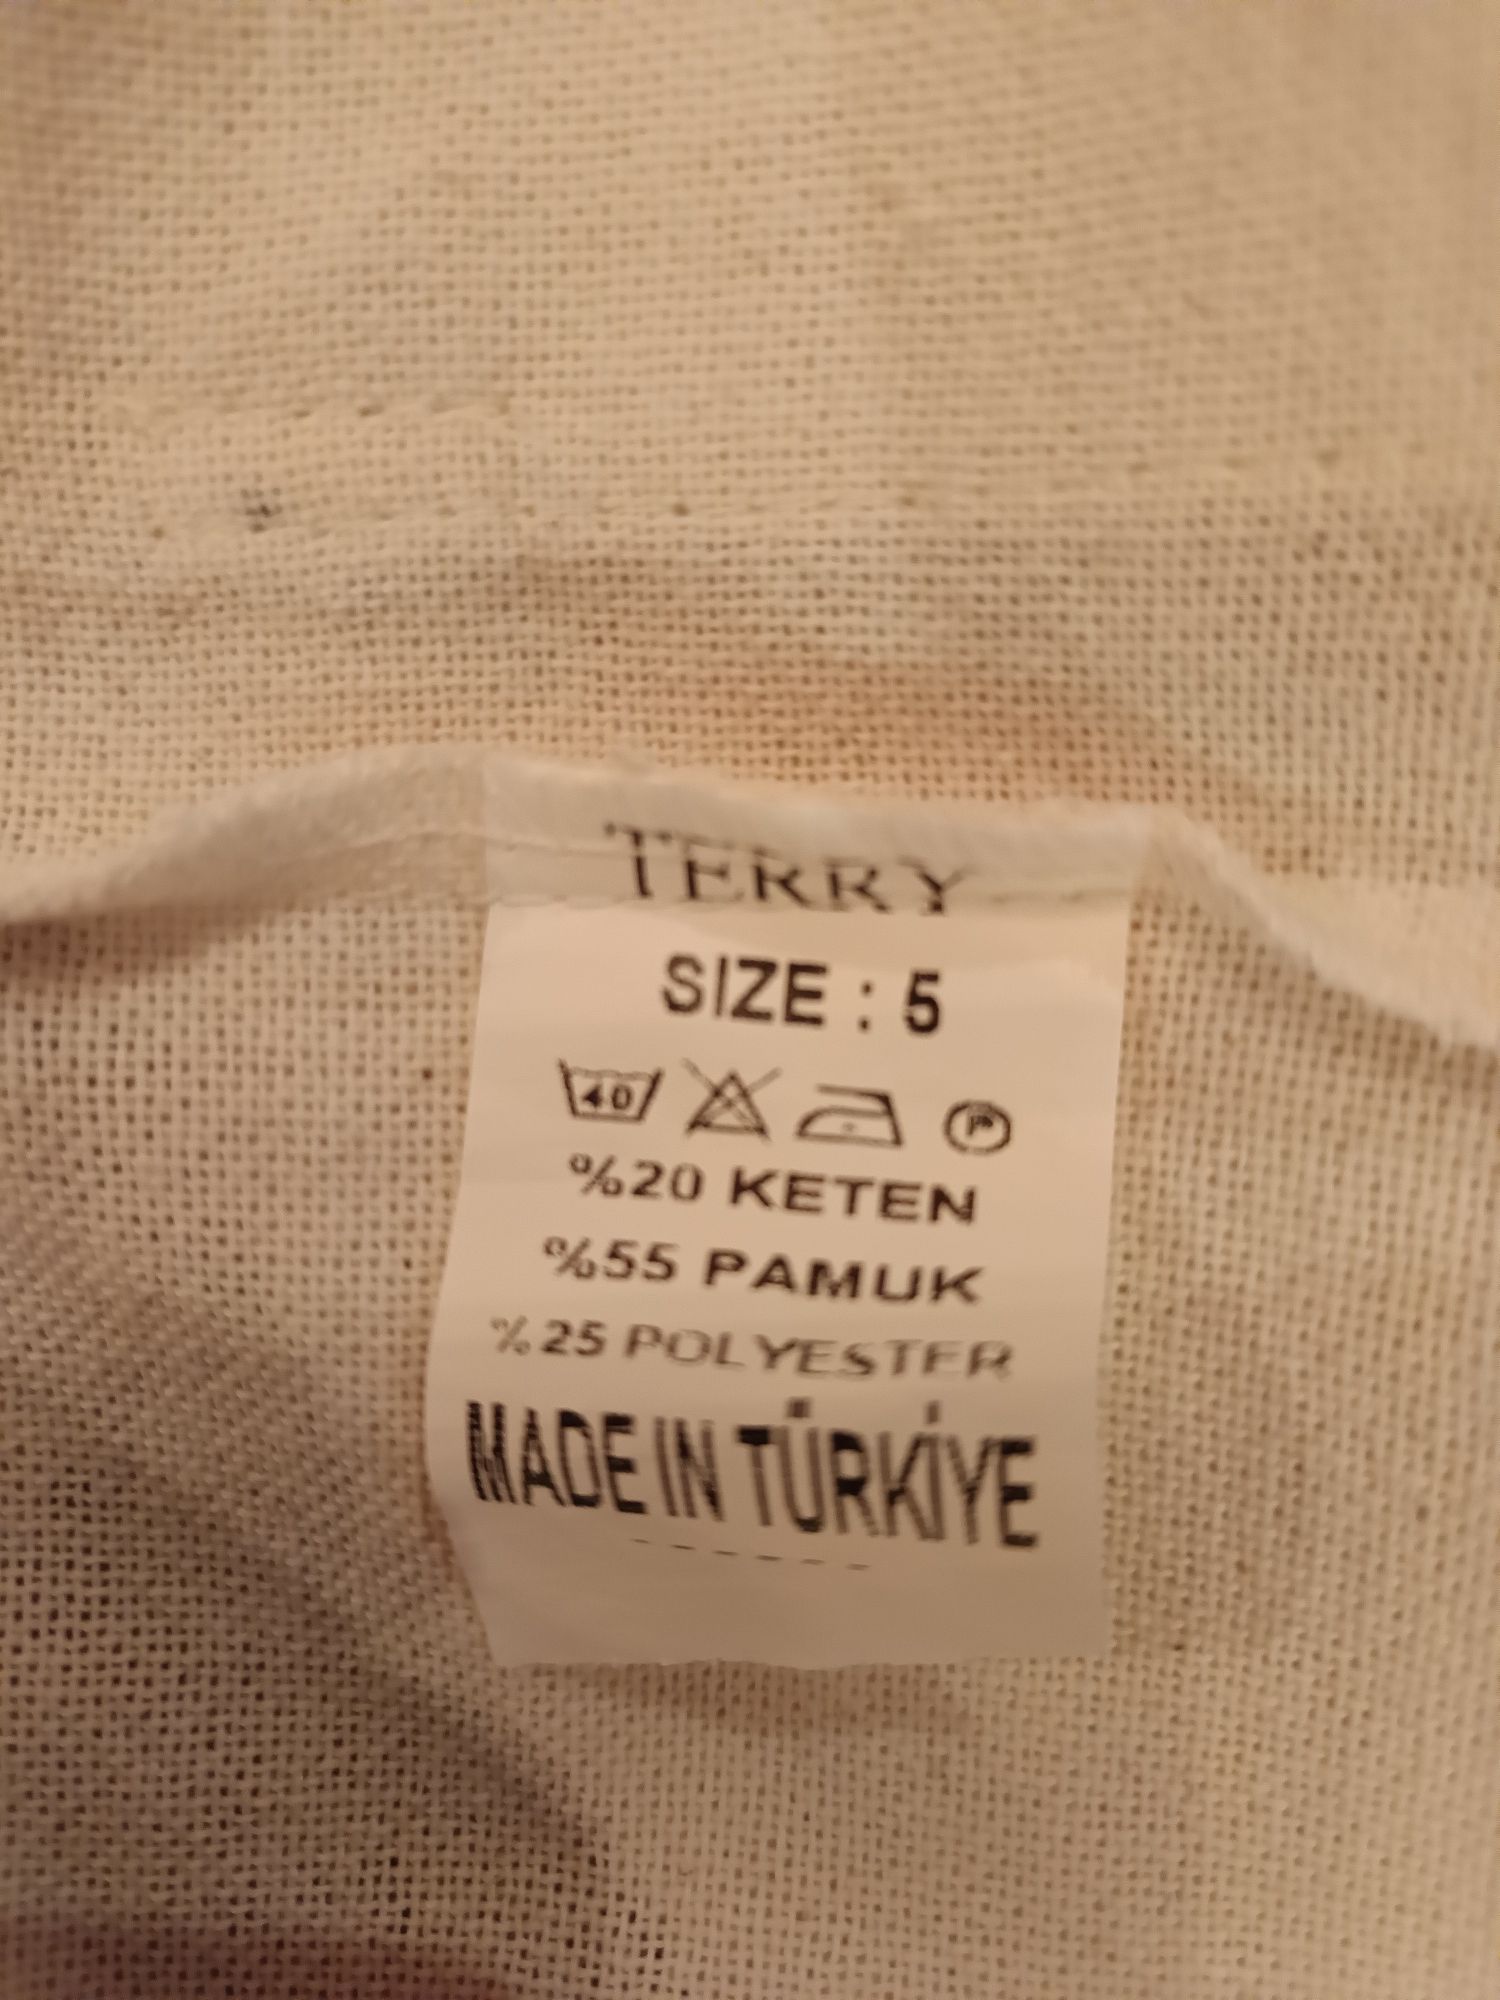 TERRY
SIZE : 5
40 P
%20 KETEN
%55 PAMUK
%25 POLYESTER
MADE IN TÜRKİYE